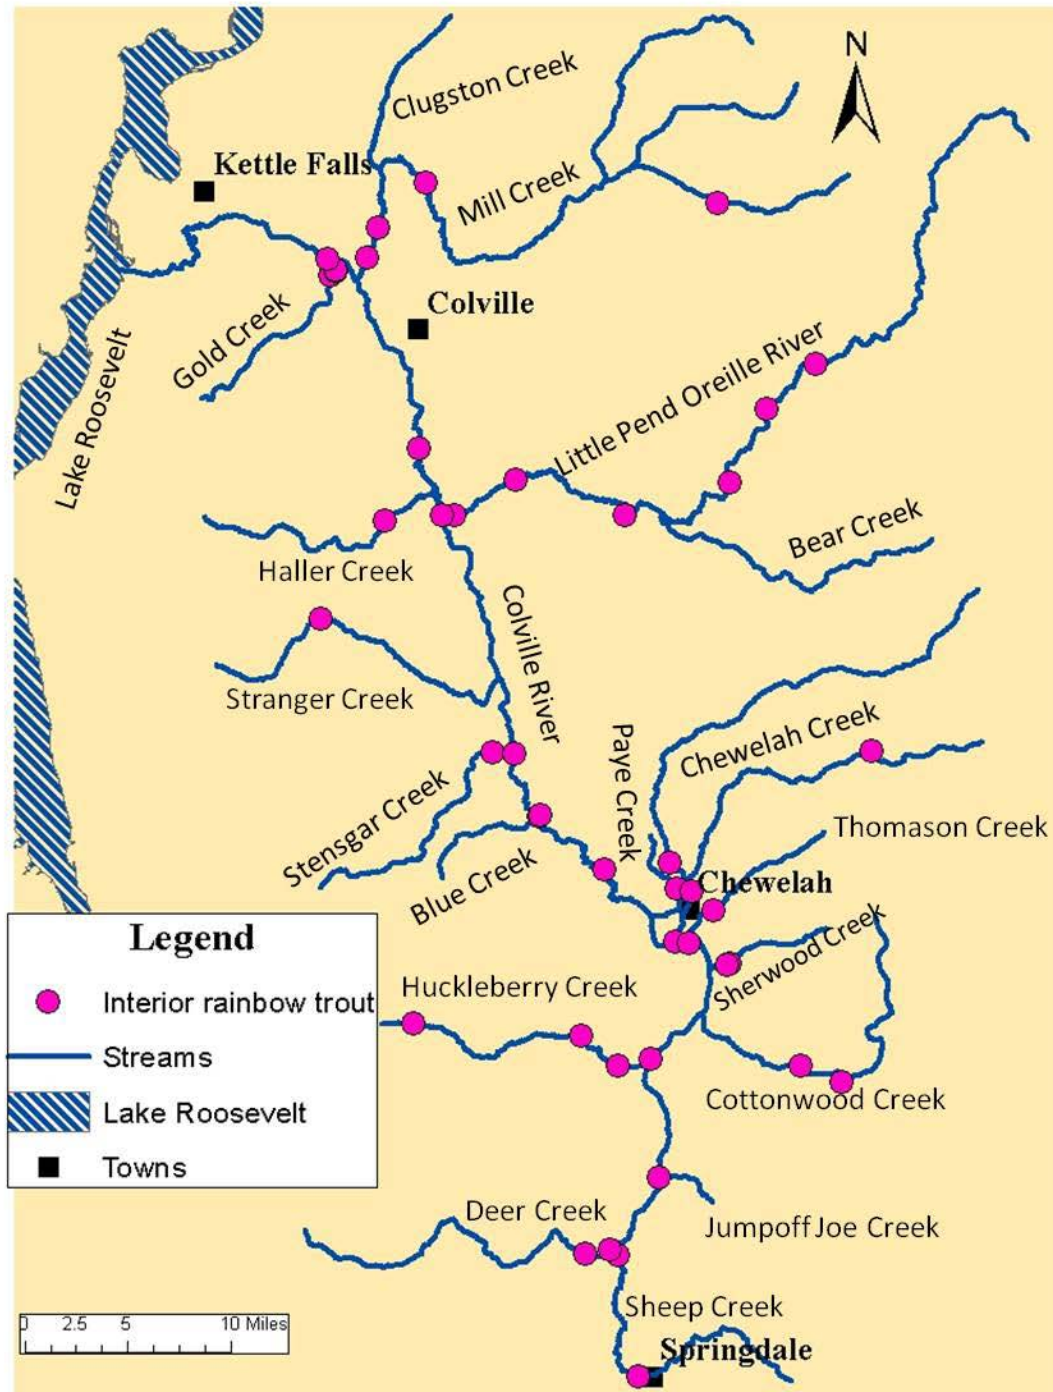 N
Clugston Creek
Kettle Falls
Mill Creek
Colville
Gold Creek
Lake Roosevelt
Little Pend Oreille River
Bear Creek
Haller Creek
Colville River
Stranger Creek
Paye Creek
Chewelah Creek
Stensgar Creek
Thomason Creek
Blue Creek
Chewelah
Sherwood Creek
Legend
Interior rainbow trout
Streams
Lake Roosevelt
Towns
Huckleberry Creek
Cottonwood Creek
Deer Creek
Jumpoff Joe Creek
Sheep Creek
Springdale
0 2.5 5 10 Miles